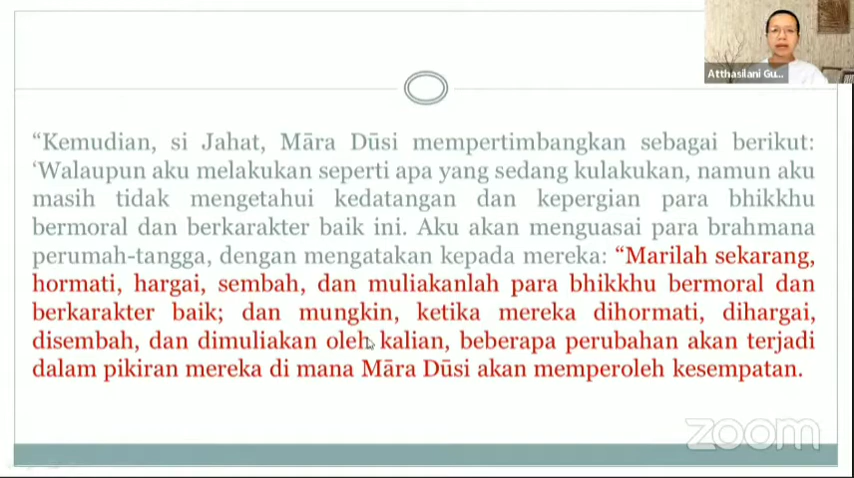 Atthasilani Gu...
“Kemudian, si Jahat, Māra Dūsi mempertimbangkan sebagai berikut:
‘Walaupun aku melakukan seperti apa yang sedang kulakukan, namun aku
masih tidak mengetahui kedatangan dan kepergian para bhikkhu
bermoral dan berkarakter baik ini. Aku akan menguasai para brahmana
perumah-tangga, dengan mengatakan kepada mereka: “Marilah sekarang,
hormati, hargai, sembah, dan muliakanlah para bhikkhu bermoral dan
berkarakter baik; dan mungkin, ketika mereka dihormati, dihargai,
disembah, dan dimuliakan oleh kalian, beberapa perubahan akan terjadi
dalam pikiran mereka di mana Māra Dūsi akan memperoleh kesempatan.
zoom